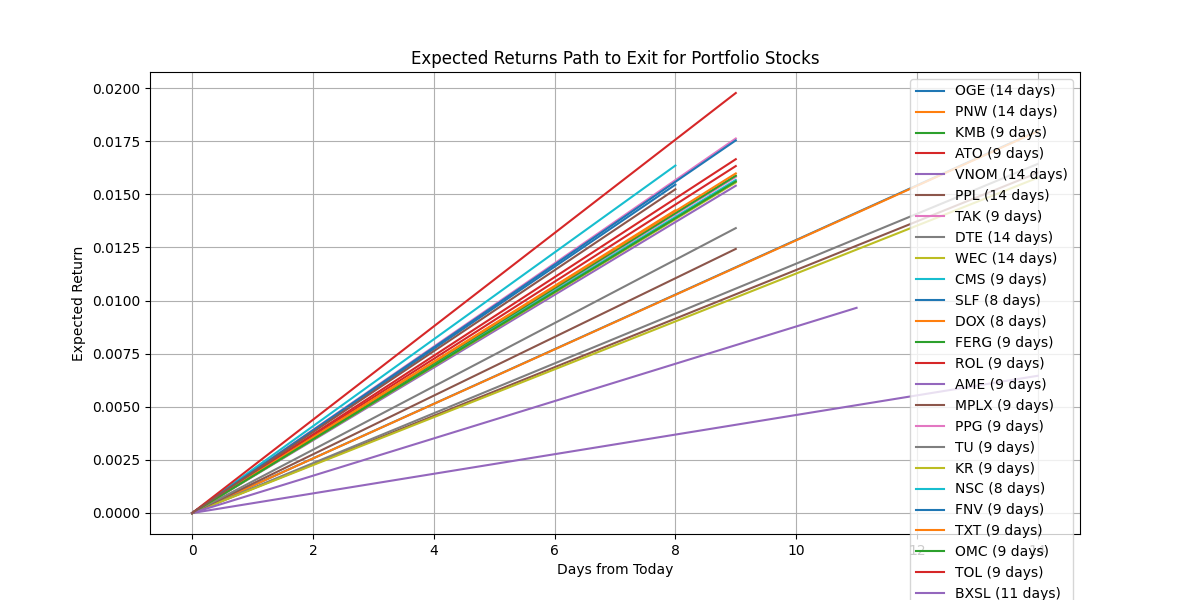 Expected Returns Path to Exit for Portfolio Stocks
Expected Return
0.0200
0.0175
0.0150
0.0125
0.0100
0.0075
0.0050
0.0025
0.0000
0 2 4 6 8 10 12
Days from Today
OGE (14 days)
PNW (14 days)
KMB (9 days)
ATO (9 days)
VNOM (14 days)
PPL (14 days)
TAK (9 days)
DTE (14 days)
WEC (14 days)
CMS (9 days)
SLF (8 days)
DOX (8 days)
FERG (9 days)
ROL (9 days)
AME (9 days)
MPLX (9 days)
PPG (9 days)
TU (9 days)
KR (9 days)
NSC (8 days)
FNV (9 days)
TXT (9 days)
OMC (9 days)
TOL (9 days)
BXSL (11 days)